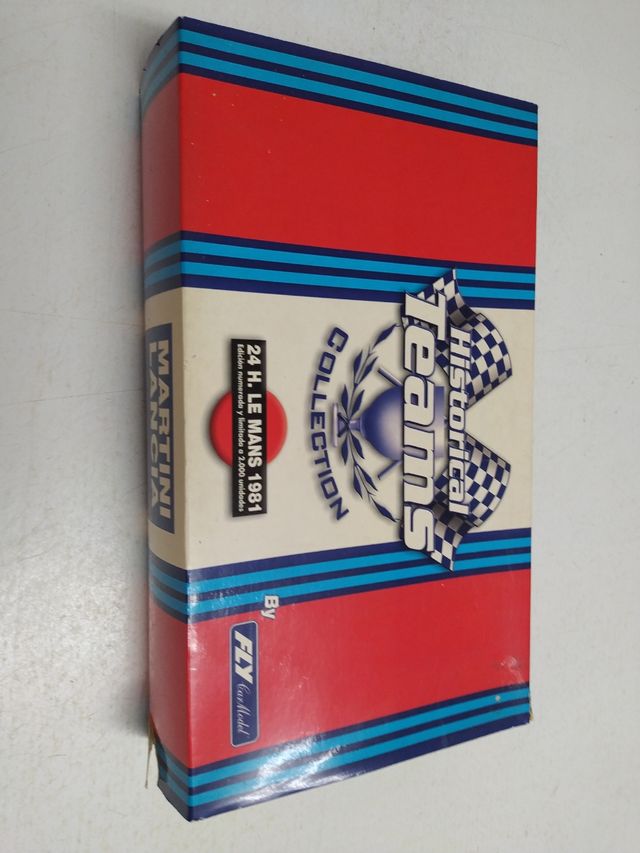 Historical
Teams
COLLECTION
24 H. LE MANS 1981
Edición numerada y limitada a 2.000 unidades
By
FLY
Car Model
MARTINI
LANCIA